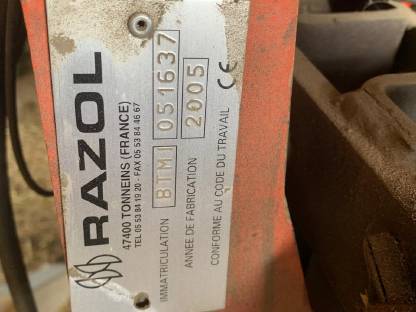 RAZOL
47400 TONNEINS (FRANCE)
TEL 05 53 84 19 20 - FAX 05 53 84 46 67
IMMATRICULATION BTMI 051637
ANNEE DE FABRICATION 2005
CONFORME AU CODE DU TRAVAIL CE